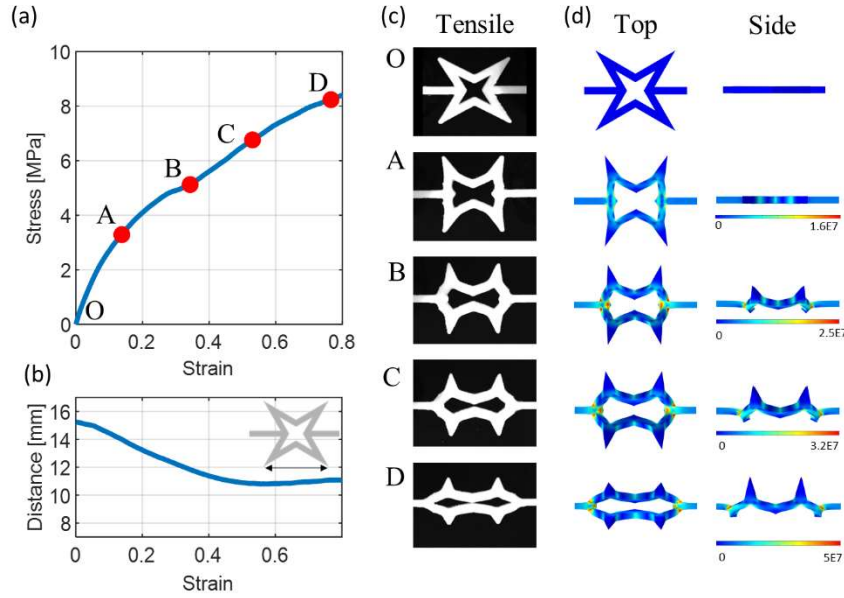 (a)
10
8
6
4
2
0
Stress [MPa]
O
A
B
C
D
0
0.2
0.4
0.6
0.8
Strain
(b)
16
14
12
10
8
Distance [mm]
0
0.2
0.4
0.6
Strain
(c)
Tensile
O
A
B
C
D
(d)
Top
Side
0
1.6E7
0
2.5E7
0
3.2E7
0
5E7